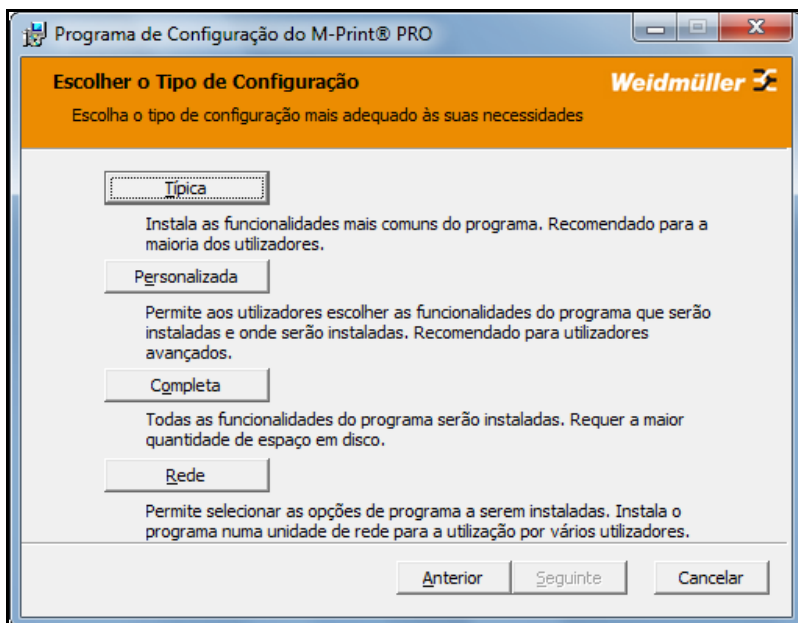 Programa de Configuração do M-Print® PRO
Escolher o Tipo de Configuração
Weidmüller
Escolha o tipo de configuração mais adequado às suas necessidades
Típica
Instala as funcionalidades mais comuns do programa. Recomendado para a
maioria dos utilizadores.
Personalizada
Permite aos utilizadores escolher as funcionalidades do programa que serão
instaladas e onde serão instaladas. Recomendado para utilizadores
avançados.
Completa
Todas as funcionalidades do programa serão instaladas. Requer a maior
quantidade de espaço em disco.
Rede
Permite selecionar as opções de programa a serem instaladas. Instala o
programa numa unidade de rede para a utilização por vários utilizadores.
Anterior
Seguinte
Cancelar